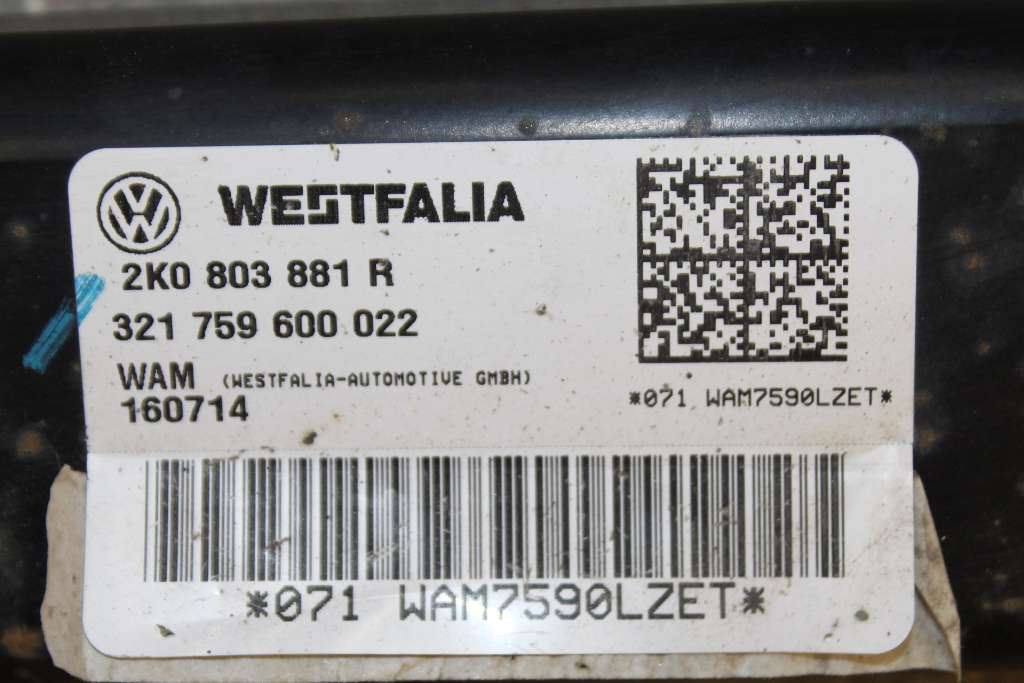 WESTFALIA
2K0 803 881 R
321 759 600 022
WAM (WESTFALIA-AUTOMOTIVE GMBH)
160714
*071 WAM7590LZET*
*071 WAM7590LZET*